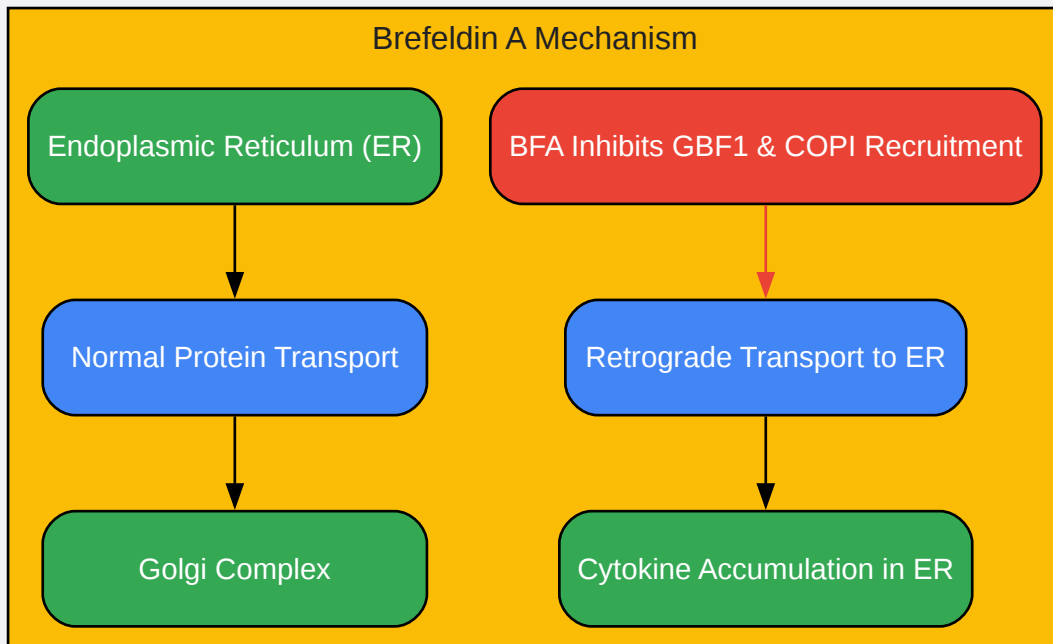 Brefeldin A Mechanism
Endoplasmic Reticulum (ER)
BFA Inhibits GBF1 & COPI Recruitment
Normal Protein Transport
Retrograde Transport to ER
Golgi Complex
Cytokine Accumulation in ER